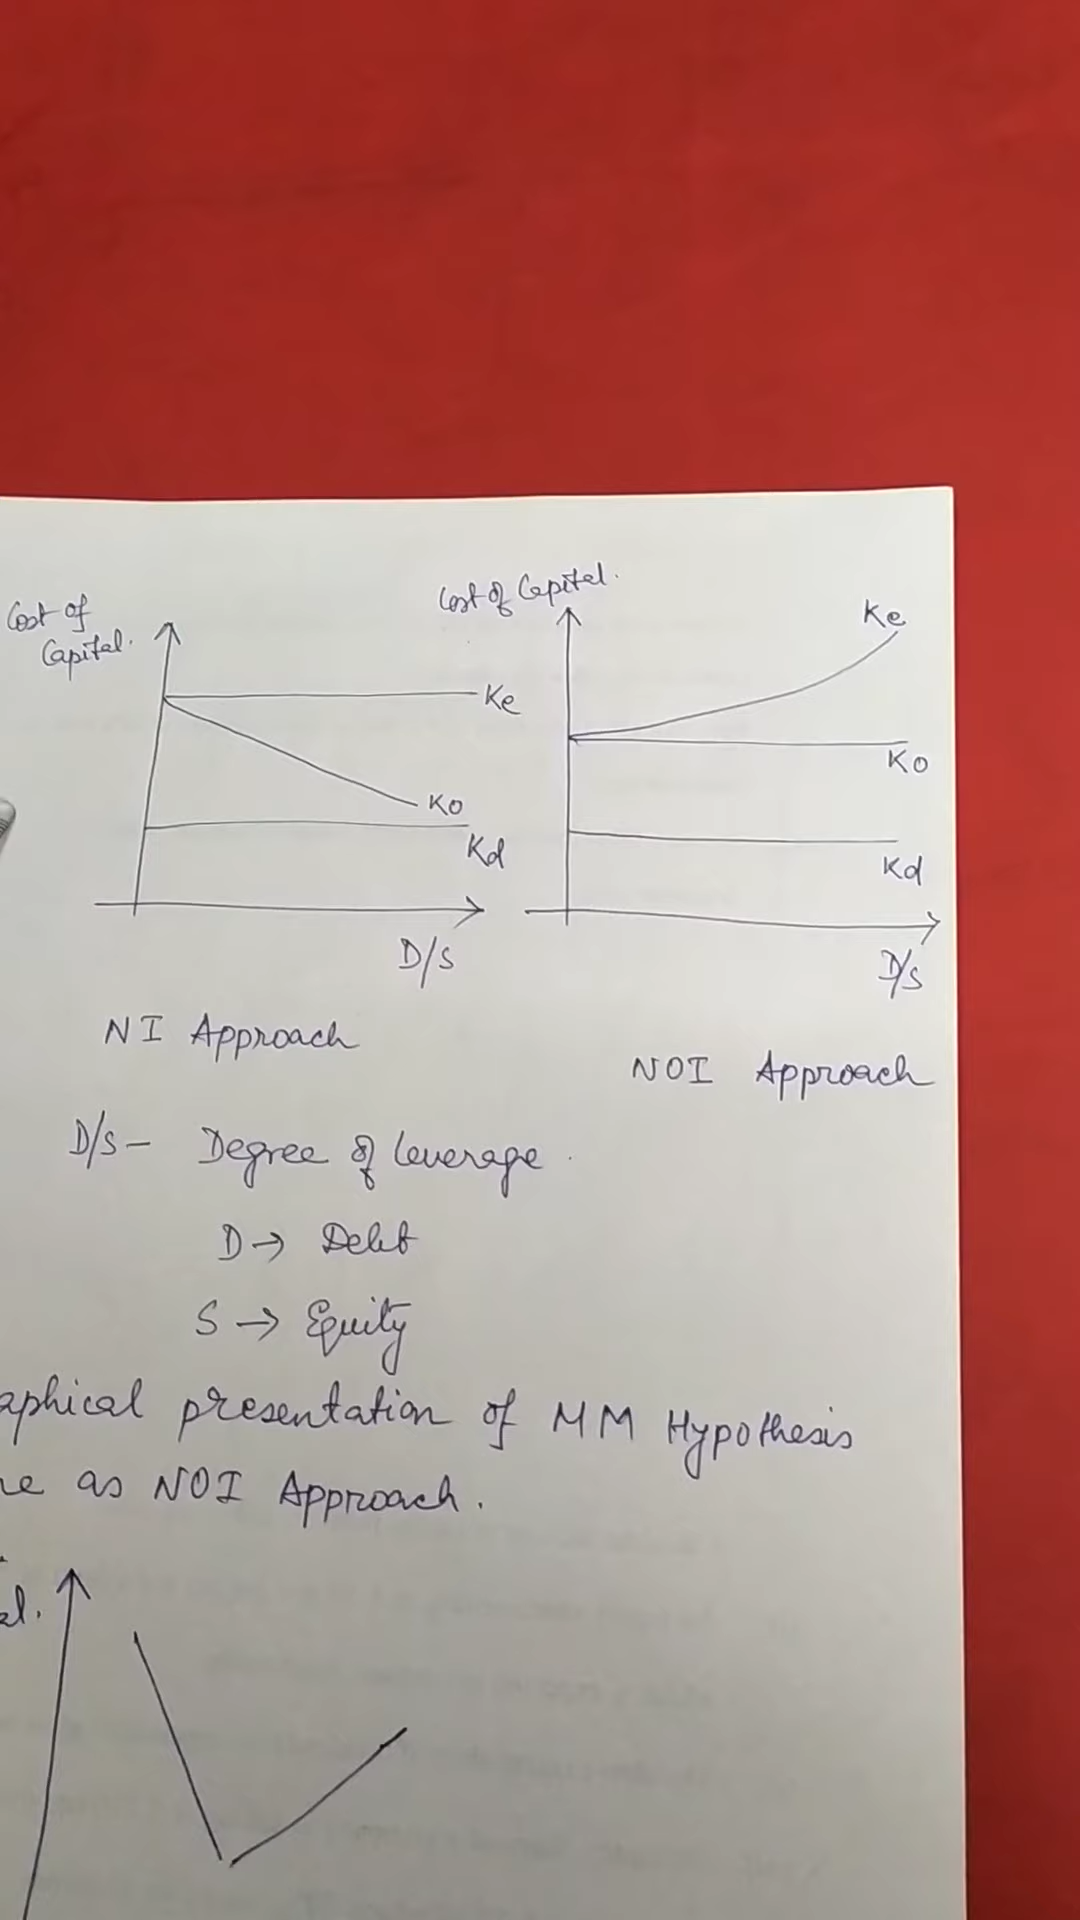 Cost of
Capital.
Ke
Ko
Kd
D/S
NI Approach
Cost of Capital.
Ke
Ko
Kd
D/S
NOI Approach
D/S - Degree of leverage.
D → Debt
S → Equity
aphical presentation of MM Hypothesis
as NOI Approach.